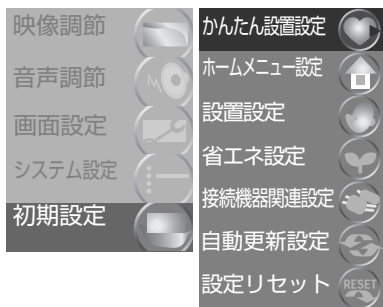 映像調節
音声調節
画面設定
システム設定
初期設定
かんたん設置設定
ホームメニュー設定
設置設定
省エネ設定
接続機器関連設定
自動更新設定
設定リセット
RESET